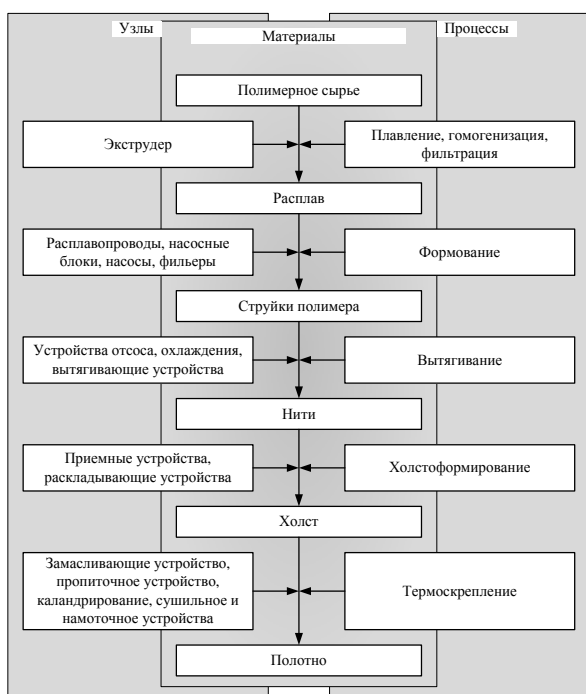 Узлы
Материалы
Процессы
Полимерное сырье
Экструдер
Плавление, гомогенизация,
фильтрация
Расплав
Расплавопроводы, насосные
блоки, насосы, фильеры
Формование
Струйки полимера
Устройства отсоса, охлаждения,
вытягивающие устройства
Вытягивание
Нити
Приемные устройства,
раскладывающие устройства
Холстоформирование
Холст
Замасливающие устройство,
пропиточное устройство,
каландрирование, сушильное и
намоточное устройства
Термоскрепление
Полотно